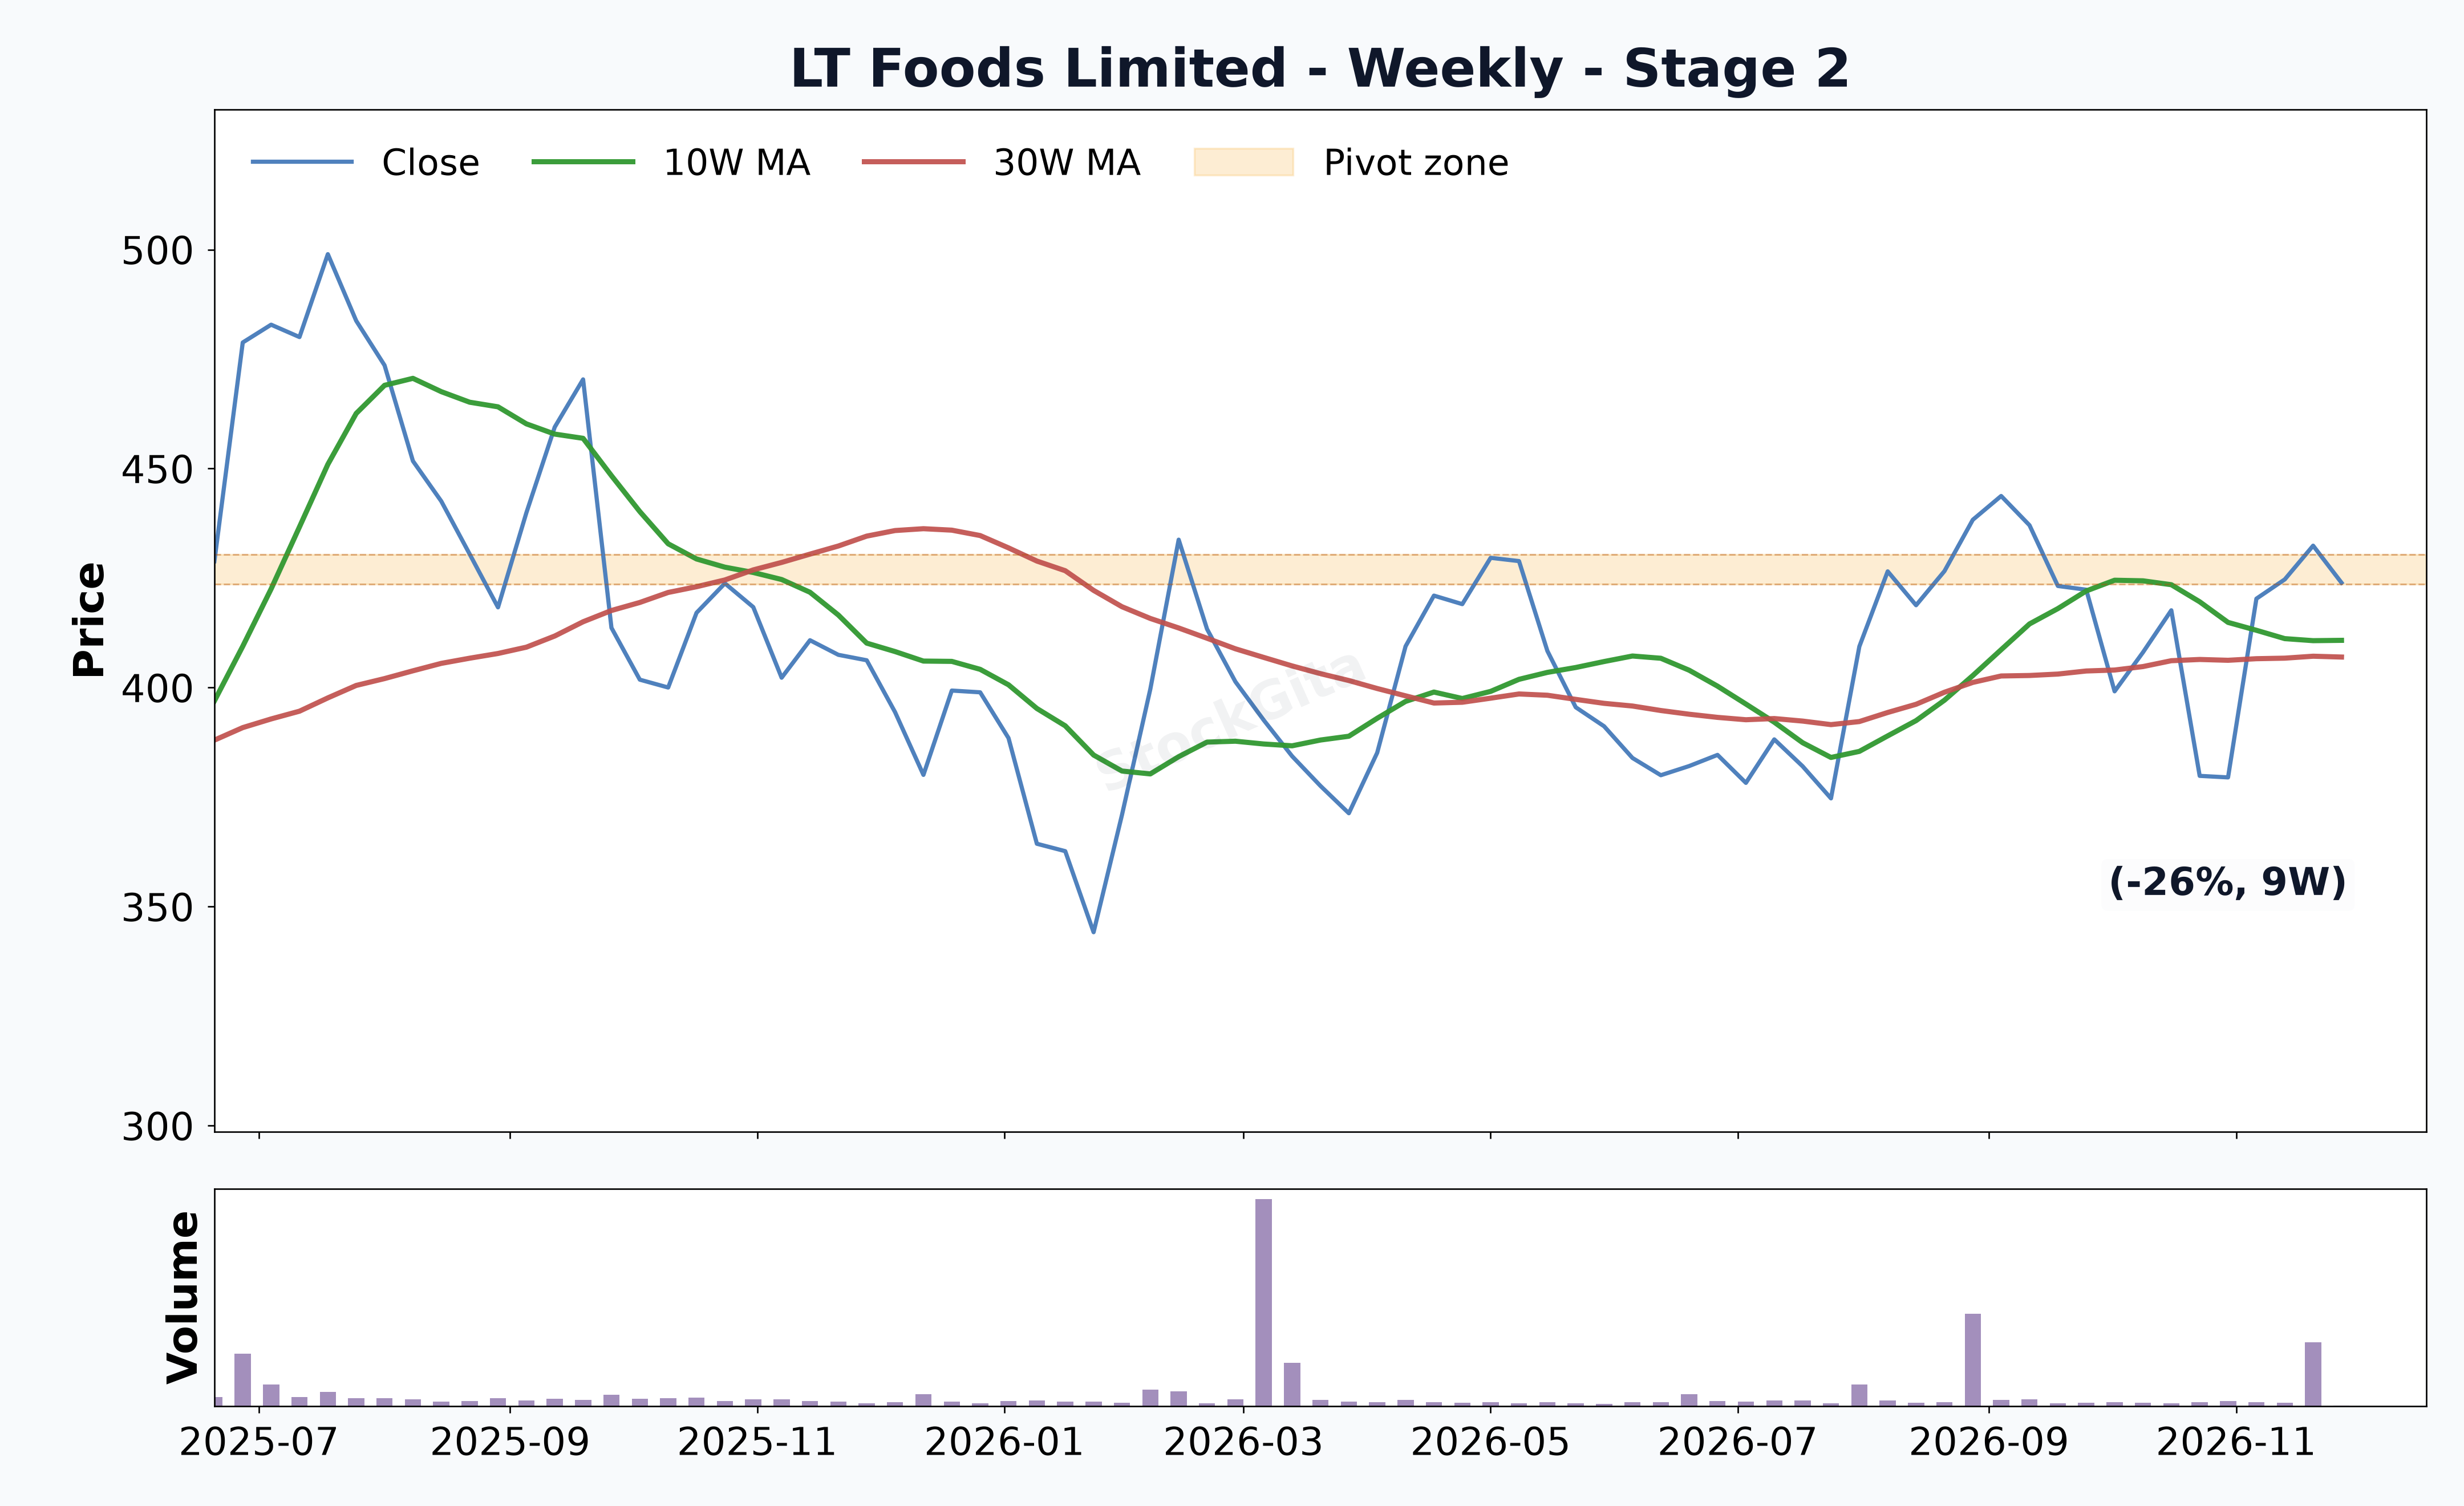 LT Foods Limited - Weekly - Stage 2
Close 10W MA 30W MA Pivot zone
500
450
400
350
300
Price
StockGita
(-26%, 9W)
Volume
2025-07 2025-09 2025-11 2026-01 2026-03 2026-05 2026-07 2026-09 2026-11